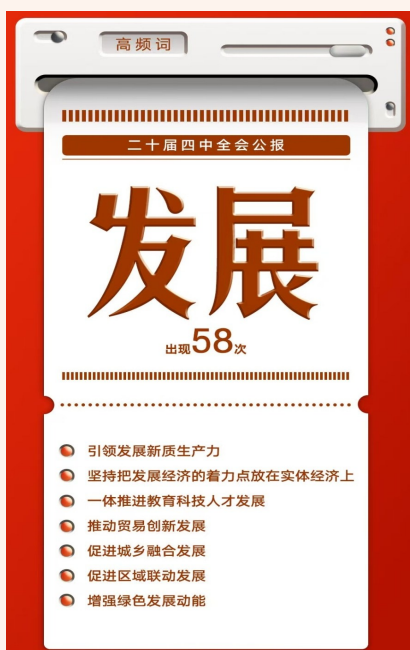 高频词
二十届四中全会公报
发展
出现58次
引领发展新质生产力
坚持把发展经济的着力点放在实体经济上
一体推进教育科技人才发展
推动贸易创新发展
促进城乡融合发展
促进区域联动发展
增强绿色发展动能